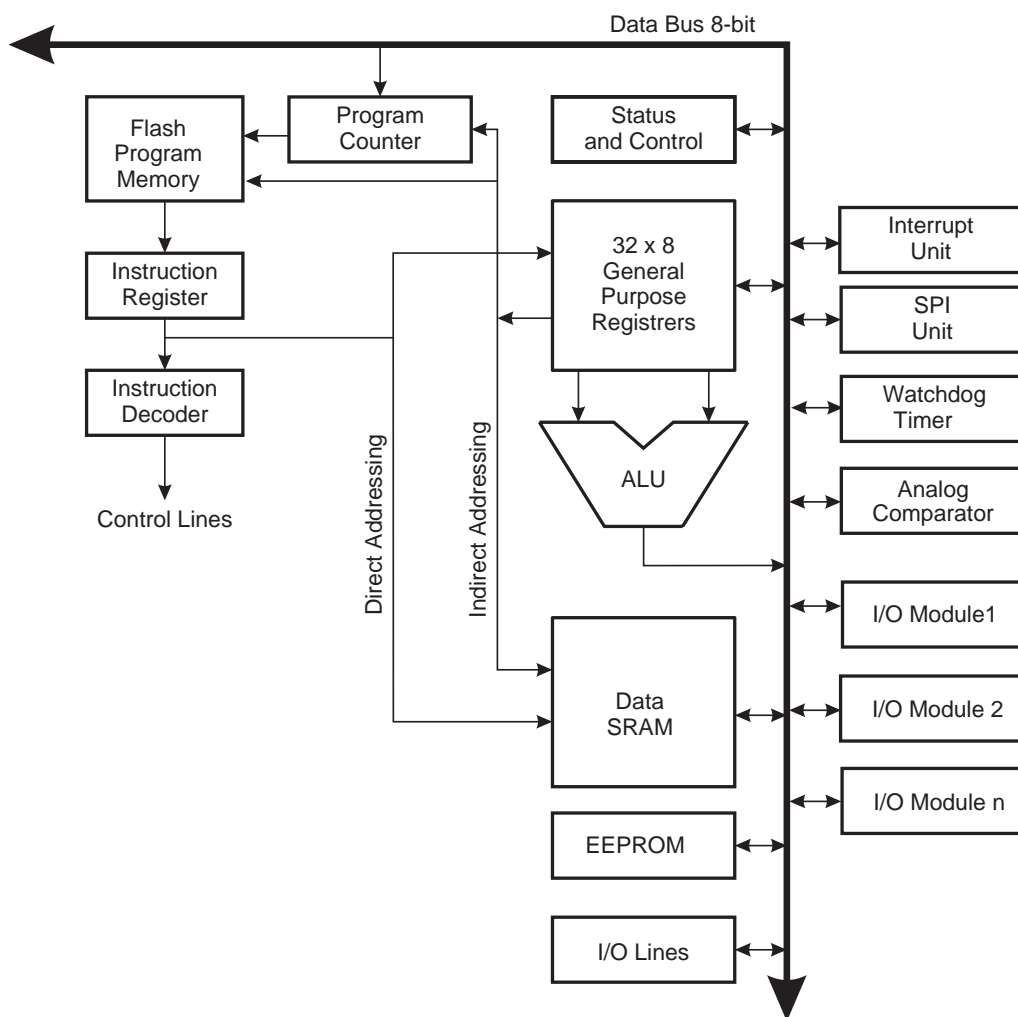 Data Bus 8-bit
Flash
Program
Memory
Program
Counter
Status
and Control
Interrupt
Unit
32 x 8
General
Purpose
Registrers
Instruction
Register
SPI
Unit
Instruction
Decoder
Watchdog
Timer
Direct Addressing
Indirect Addressing
ALU
Analog
Comparator
Control Lines
I/O Module1
Data
SRAM
I/O Module 2
I/O Module n
EEPROM
I/O Lines